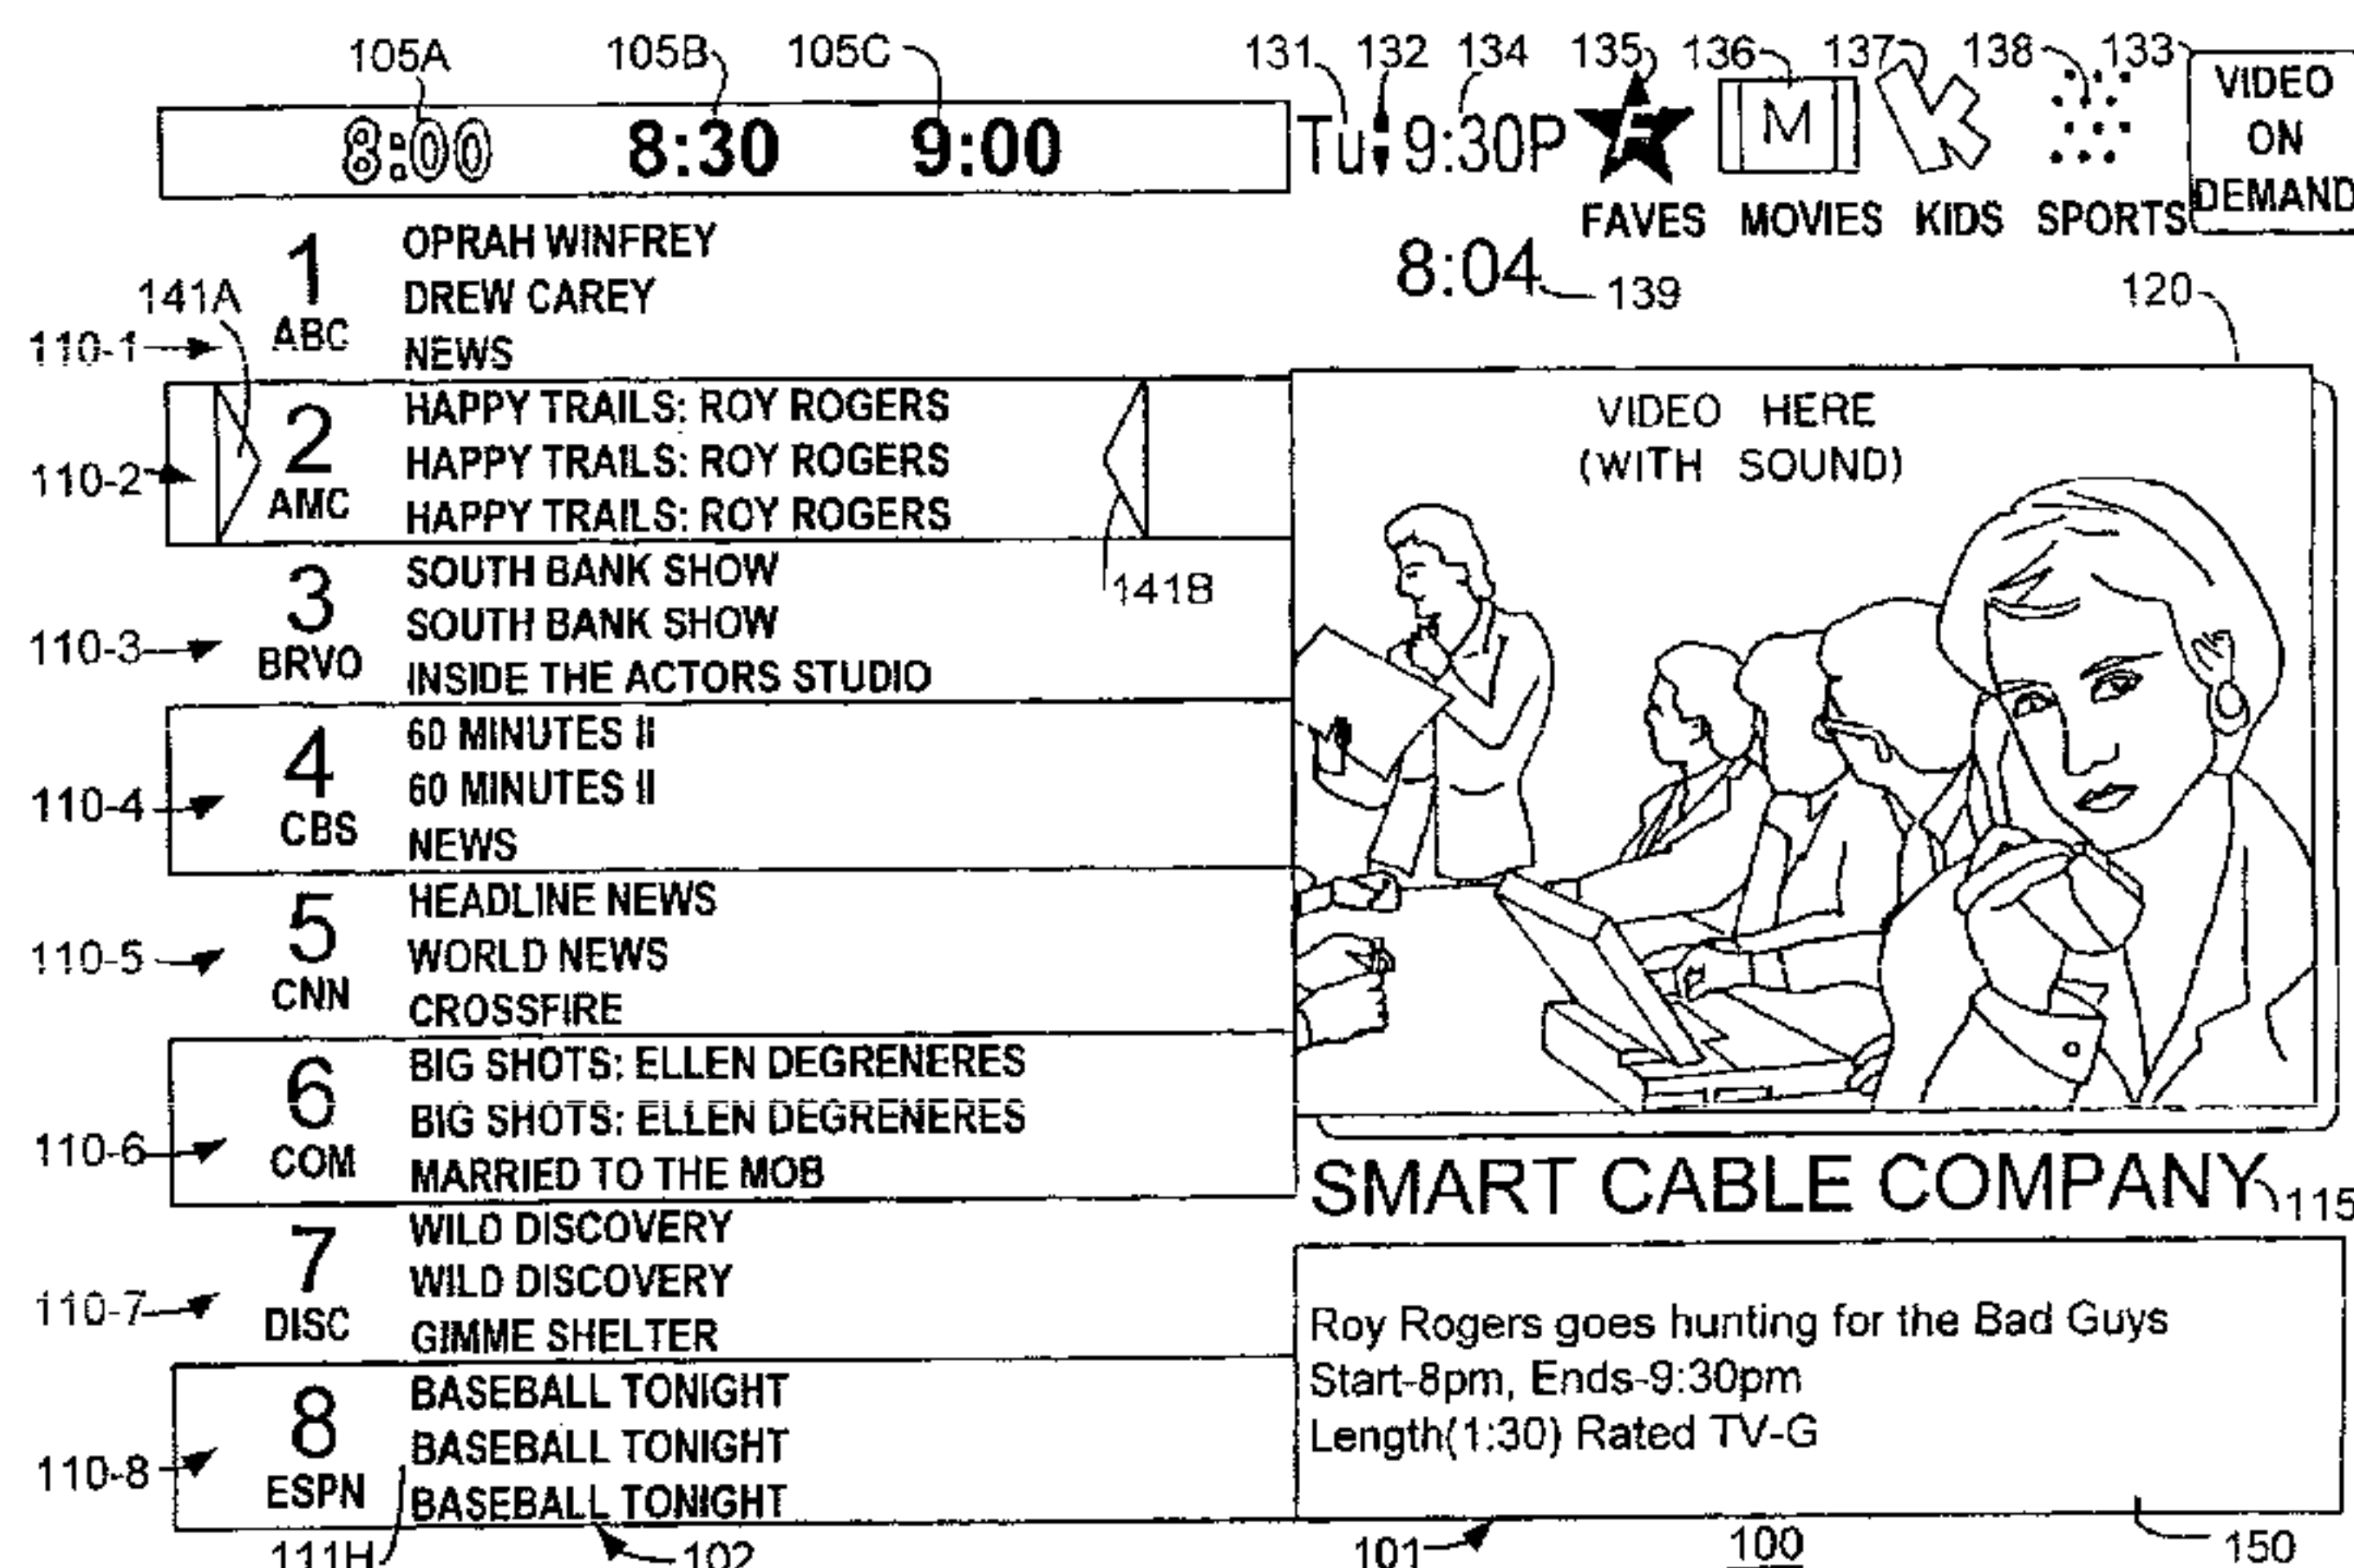 105A 105B 105C 131 132 134 135 136 137 138 133
8:00 8:30 9:00 Tu 9:30P F M K VIDEO
ON
DEMAND
FAVES MOVIES KIDS SPORTS
8:04 139 120
141A
110-1
1
ABC
OPRAH WINFREY
DREW CAREY
NEWS
110-2
2
AMC
HAPPY TRAILS: ROY ROGERS
HAPPY TRAILS: ROY ROGERS
HAPPY TRAILS: ROY ROGERS
141B
110-3
3
BRVO
SOUTH BANK SHOW
SOUTH BANK SHOW
INSIDE THE ACTORS STUDIO
110-4
4
CBS
60 MINUTES II
60 MINUTES II
NEWS
110-5
5
CNN
HEADLINE NEWS
WORLD NEWS
CROSSFIRE
110-6
6
COM
BIG SHOTS: ELLEN DEGRENERES
BIG SHOTS: ELLEN DEGRENERES
MARRIED TO THE MOB
110-7
7
DISC
WILD DISCOVERY
WILD DISCOVERY
GIMME SHELTER
110-8
8
ESPN
BASEBALL TONIGHT
BASEBALL TONIGHT
BASEBALL TONIGHT
VIDEO HERE
(WITH SOUND)
SMART CABLE COMPANY 115
Roy Rogers goes hunting for the Bad Guys
Start-8pm, Ends-9:30pm
Length(1:30) Rated TV-G
111H 102 101 100 150